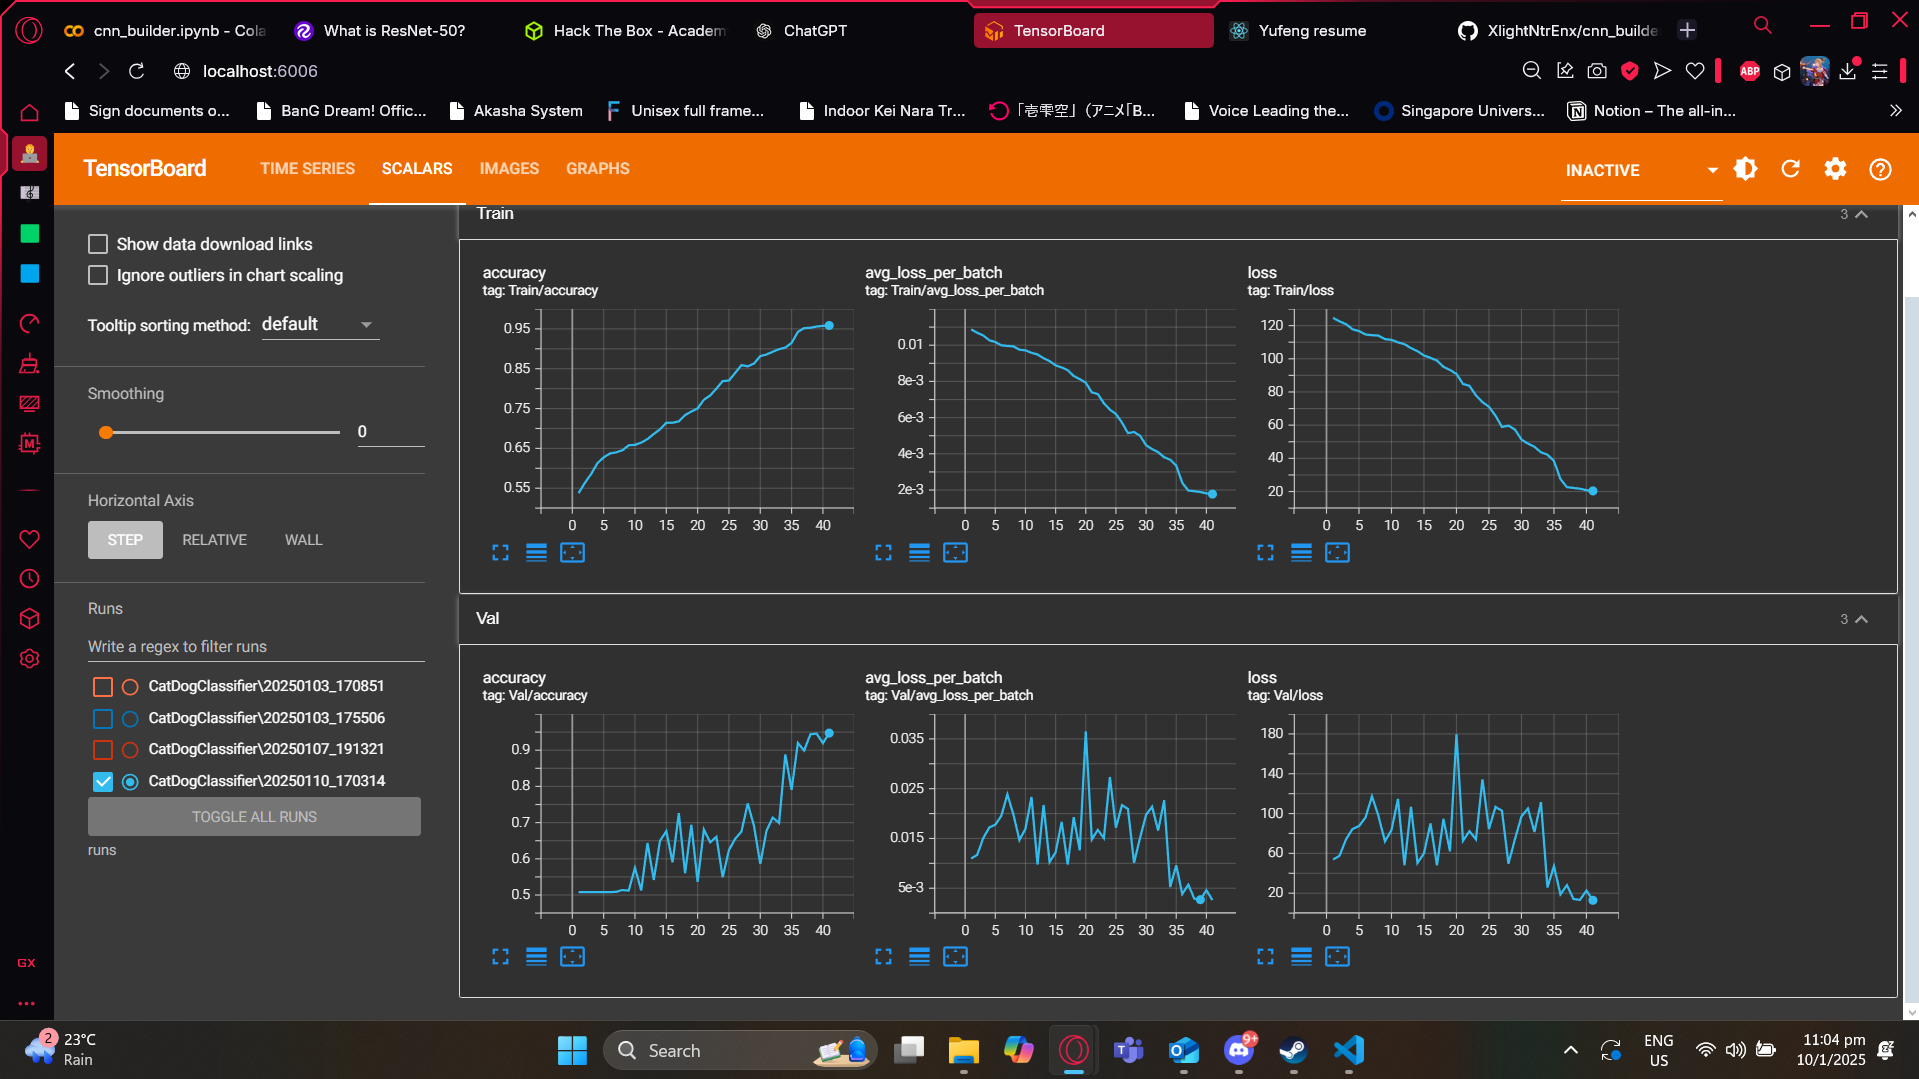 cnn_builder.ipynb - Cola
What is ResNet-50?
Hack The Box - Academ
ChatGPT
TensorBoard
Yufeng resume
XlightNtrEnx/cnn_builde
localhost:6006
ABP
Sign documents o...
BanG Dream! Offic...
Akasha System
Unisex full frame...
Indoor Kei Nara Tr...
「壱雫空」（アニメ「B...
Voice Leading the...
Singapore Univers...
Notion – The all-in...
TensorBoard
TIME SERIES
SCALARS
IMAGES
GRAPHS
INACTIVE
Show data download links
Ignore outliers in chart scaling
Tooltip sorting method: default
Smoothing
0
Horizontal Axis
STEP
RELATIVE
WALL
Runs
Write a regex to filter runs
CatDogClassifier\20250103_170851
CatDogClassifier\20250103_175506
CatDogClassifier\20250107_191321
CatDogClassifier\20250110_170314
TOGGLE ALL RUNS
runs
Train
3
accuracy
tag: Train/accuracy
0.95
0.85
0.75
0.65
0.55
0 5 10 15 20 25 30 35 40
avg_loss_per_batch
tag: Train/avg_loss_per_batch
0.01
8e-3
6e-3
4e-3
2e-3
0 5 10 15 20 25 30 35 40
loss
tag: Train/loss
120
100
80
60
40
20
0 5 10 15 20 25 30 35 40
Val
3
accuracy
tag: Val/accuracy
0.9
0.8
0.7
0.6
0.5
0 5 10 15 20 25 30 35 40
avg_loss_per_batch
tag: Val/avg_loss_per_batch
0.035
0.025
0.015
5e-3
0 5 10 15 20 25 30 35 40
loss
tag: Val/loss
180
140
100
60
20
0 5 10 15 20 25 30 35 40
M
GX
2
23°C
Rain
Search
9+
ENG
US
11:04 pm
10/1/2025